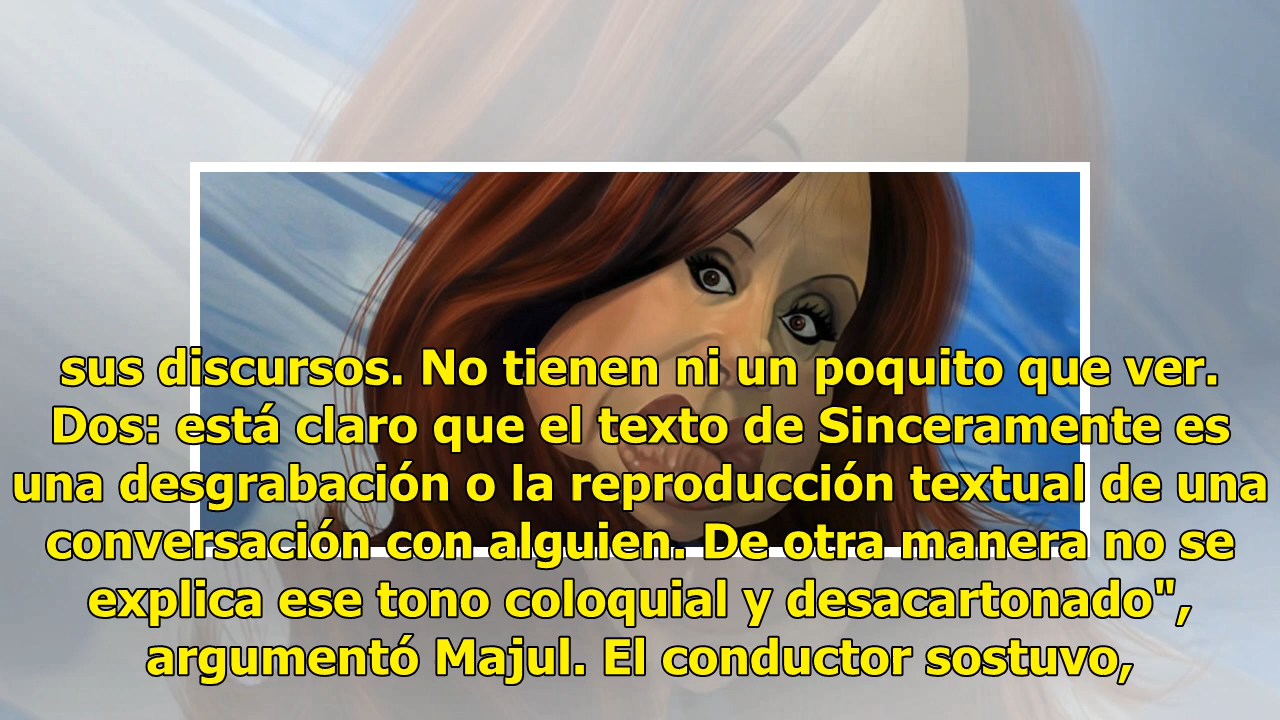 sus discursos. No tienen ni un poquito que ver.
Dos: está claro que el texto de Sinceramente es
una desgrabación o la reproducción textual de una
conversación con alguien. De otra manera no se
explica ese tono coloquial y desacartonado",
argumentó Majul. El conductor sostuvo,